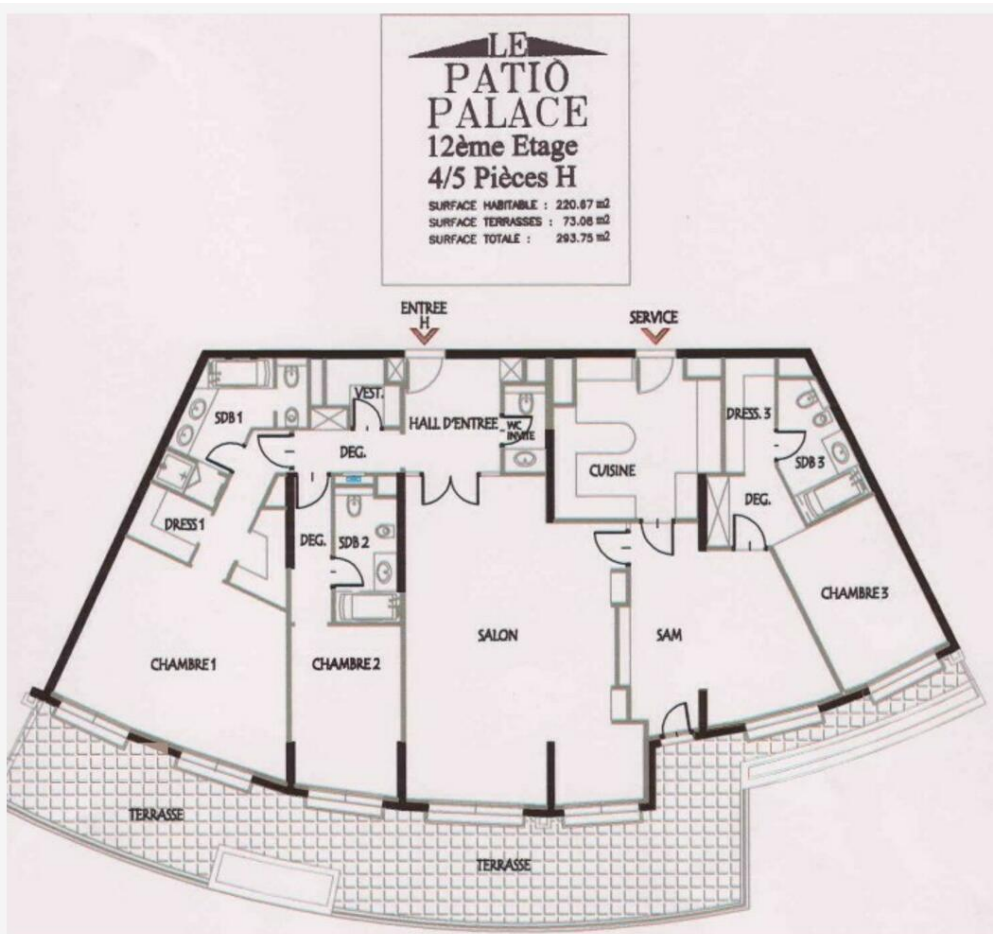 LE
PATIO
PALACE
12ème Etage
4/5 Pièces H
SURFACE HABITABLE : 220.67 m2
SURFACE TERRASSES : 73.08 m2
SURFACE TOTALE : 293.75 m2
ENTREE
H
SERVICE
SDB 1
VEST.
HALL D'ENTREE
WC
INVITE
DEG.
CUISINE
DRESS. 3
SDB 3
DEG.
DRESS 1
DEG.
SDB 2
CHAMBRE 1
CHAMBRE 2
SALON
SAM
CHAMBRE 3
TERRASSE
TERRASSE